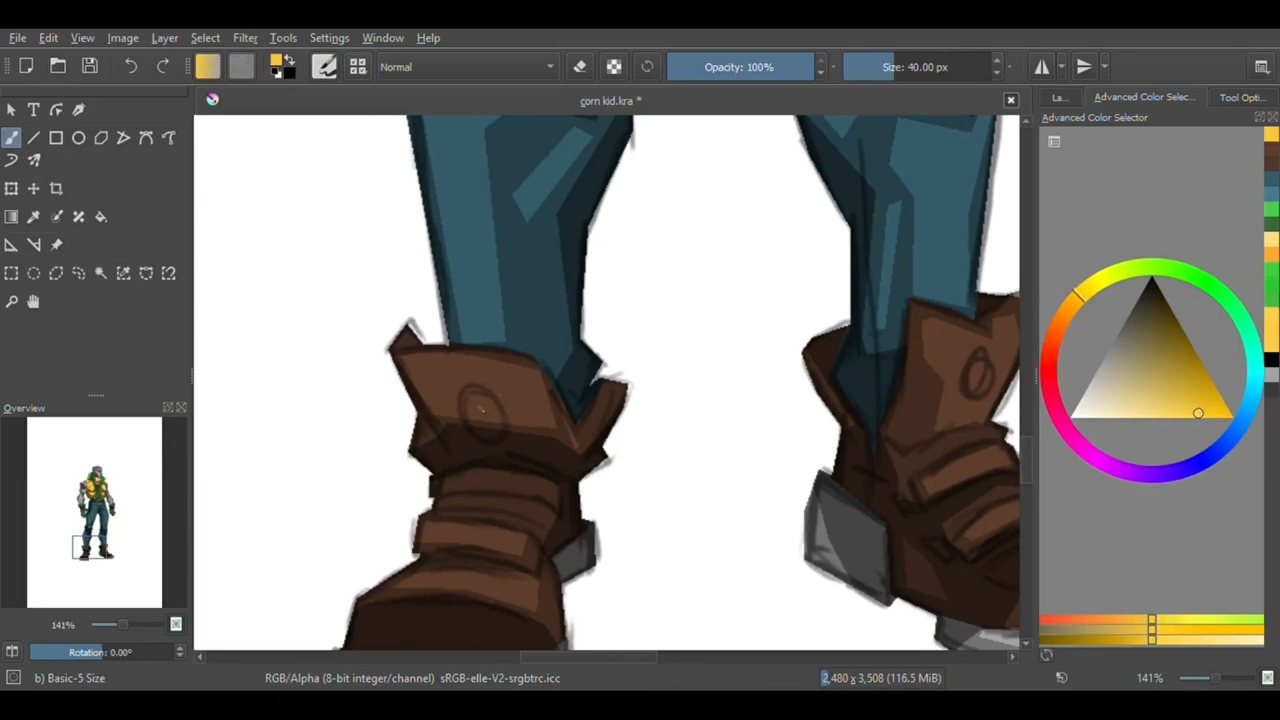 File Edit View Image Layer Select Filter Tools Settings Window Help
Normal
Opacity: 100%
Size: 40.00 px
corn kid.kra *
La...
Advanced Color Selec...
Tool Opti...
Advanced Color Selector
Overview
141%
Rotation: 0.00°
b) Basic-5 Size
RGB/Alpha (8-bit integer/channel) sRGB-elle-V2-srgbtrc.icc
2,480 x 3,508 (116.5 MiB)
141%